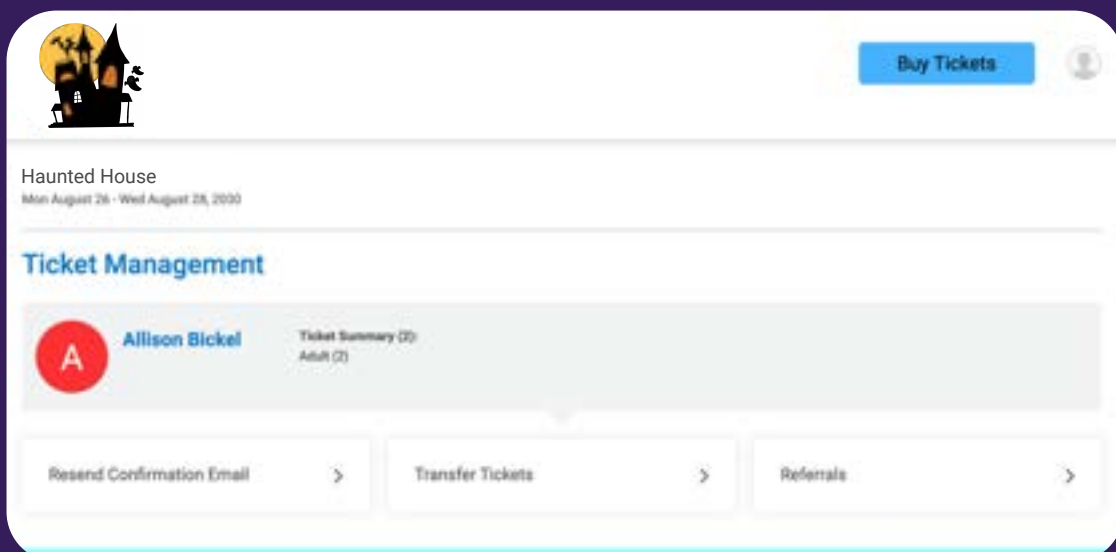 Buy Tickets
Haunted House
Mon August 26 - Wed August 28, 2030
Ticket Management
A
Allison Bickel
Ticket Summary (2):
Adult (2)
Resend Confirmation Email
Transfer Tickets
Referrals